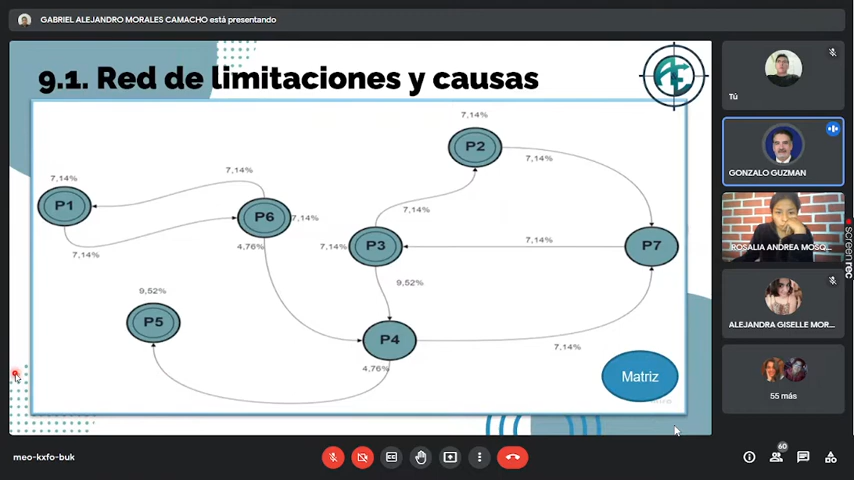 GABRIEL ALEJANDRO MORALES CAMACHO está presentando
9.1. Red de limitaciones y causas
7,14%
P2
7,14%
7,14%
7,14%
P1
P6
7,14%
7,14%
7,14%
4,76%
7,14%
P3
7,14%
P7
9,52%
9,52%
P5
P4
7,14%
4,76%
Matriz
Tú
GONZALO GUZMAN
ROSALIA ANDREA MOSQ...
ALEJANDRA GISELLE MOR...
55 más
screenrec
meo-kxfo-buk
60